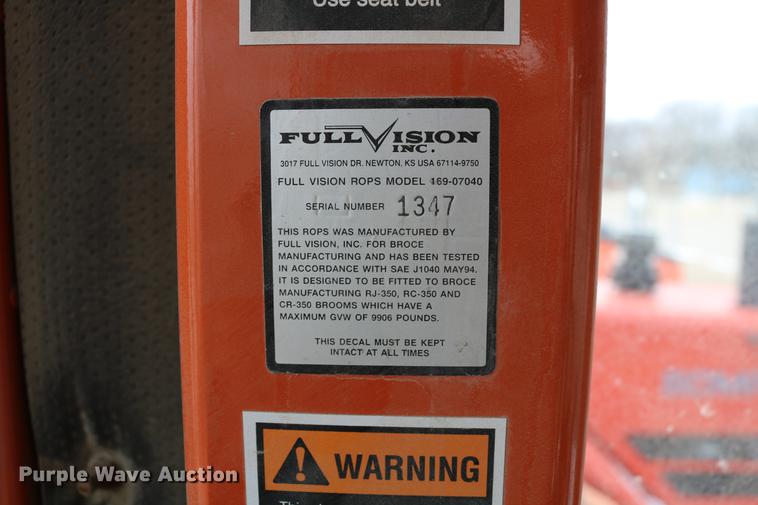 Use seat belt
FULL VISION
INC.
3017 FULL VISION DR. NEWTON, KS USA 67114-9750
FULL VISION ROPS MODEL 169-07040
SERIAL NUMBER 1347
THIS ROPS WAS MANUFACTURED BY
FULL VISION, INC. FOR BROCE
MANUFACTURING AND HAS BEEN TESTED
IN ACCORDANCE WITH SAE J1040 MAY94.
IT IS DESIGNED TO BE FITTED TO BROCE
MANUFACTURING RJ-350, RC-350 AND
CR-350 BROOMS WHICH HAVE A
MAXIMUM GVW OF 9906 POUNDS.
THIS DECAL MUST BE KEPT
INTACT AT ALL TIMES
WARNING
Purple Wave Auction